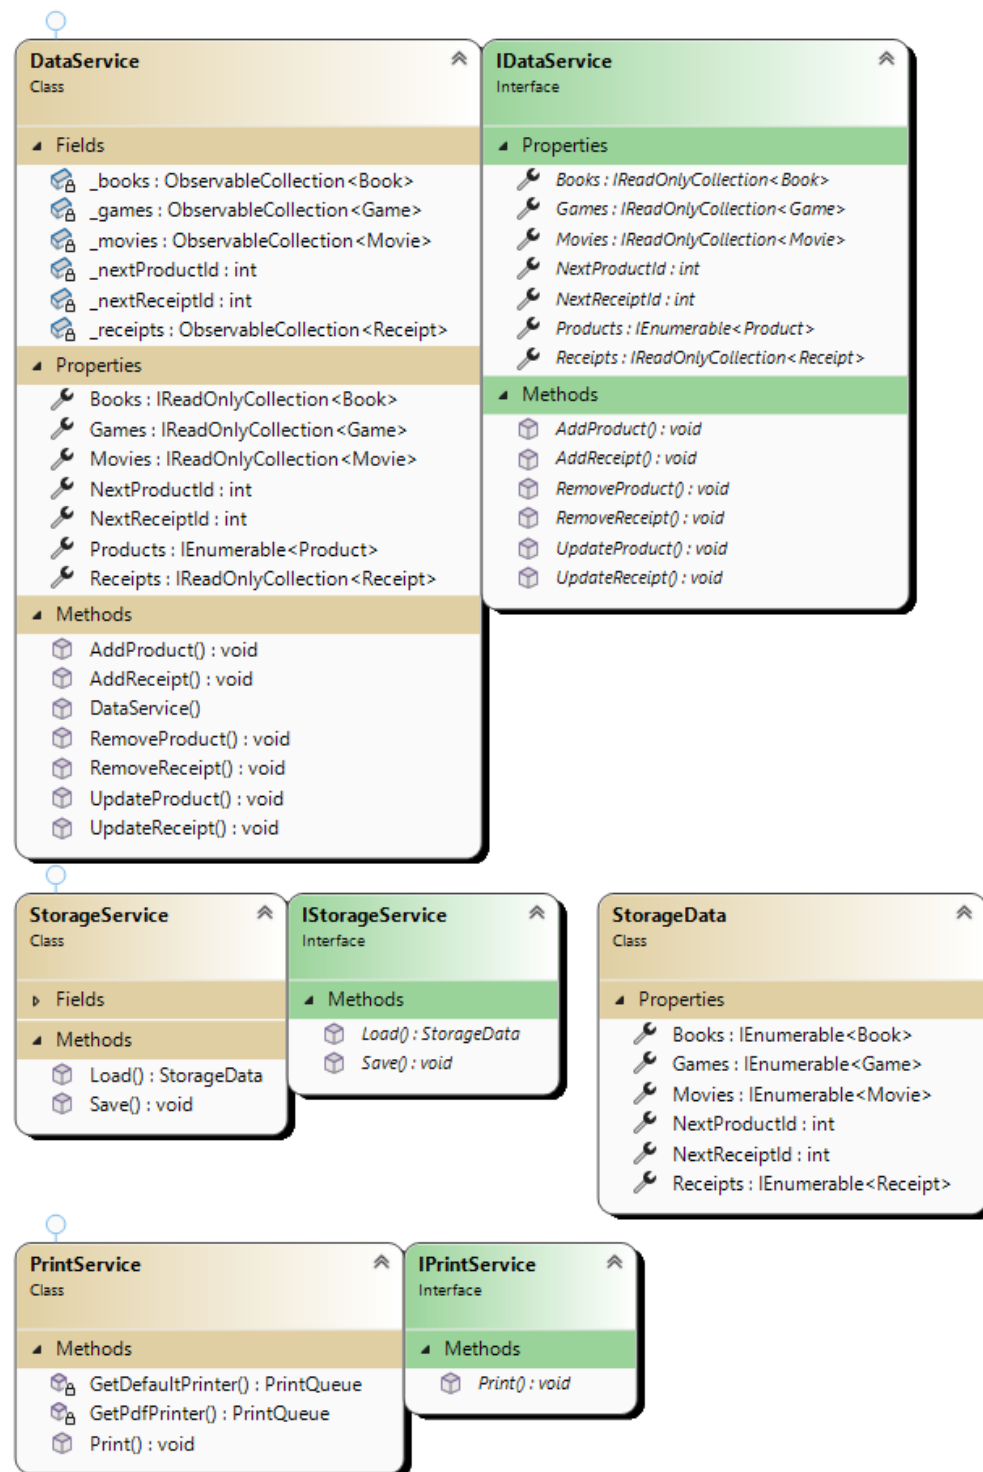 DataService
Class
Fields
_books : ObservableCollection<Book>
_games : ObservableCollection<Game>
_movies : ObservableCollection<Movie>
_nextProductId : int
_nextReceiptId : int
_receipts : ObservableCollection<Receipt>
Properties
Books : IReadOnlyCollection<Book>
Games : IReadOnlyCollection<Game>
Movies : IReadOnlyCollection<Movie>
NextProductId : int
NextReceiptId : int
Products : IEnumerable<Product>
Receipts : IReadOnlyCollection<Receipt>
Methods
AddProduct() : void
AddReceipt() : void
DataService()
RemoveProduct() : void
RemoveReceipt() : void
UpdateProduct() : void
UpdateReceipt() : void
IDataService
Interface
Properties
Books : IReadOnlyCollection<Book>
Games : IReadOnlyCollection<Game>
Movies : IReadOnlyCollection<Movie>
NextProductId : int
NextReceiptId : int
Products : IEnumerable<Product>
Receipts : IReadOnlyCollection<Receipt>
Methods
AddProduct() : void
AddReceipt() : void
RemoveProduct() : void
RemoveReceipt() : void
UpdateProduct() : void
UpdateReceipt() : void
StorageService
Class
Fields
Methods
Load() : StorageData
Save() : void
IStorageService
Interface
Methods
Load() : StorageData
Save() : void
StorageData
Class
Properties
Books : IEnumerable<Book>
Games : IEnumerable<Game>
Movies : IEnumerable<Movie>
NextProductId : int
NextReceiptId : int
Receipts : IEnumerable<Receipt>
PrintService
Class
Methods
GetDefaultPrinter() : PrintQueue
GetPdfPrinter() : PrintQueue
Print() : void
IPrintService
Interface
Methods
Print() : void